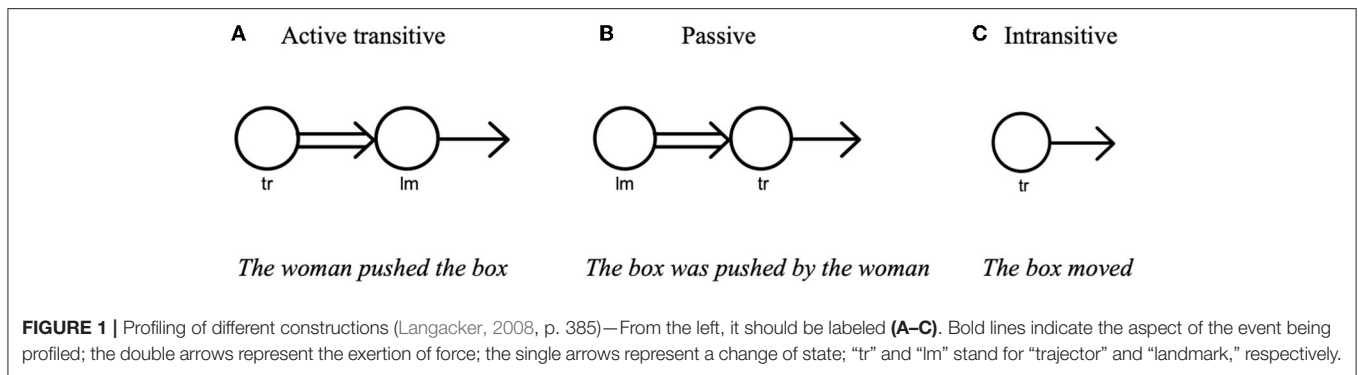 A Active transitive B Passive C Intransitive
tr lm lm tr tr
The woman pushed the box The box was pushed by the woman The box moved
FIGURE 1 | Profiling of different constructions (Langacker, 2008, p. 385)—From the left, it should be labeled (A–C). Bold lines indicate the aspect of the event being
profiled; the double arrows represent the exertion of force; the single arrows represent a change of state; “tr” and “lm” stand for “trajector” and “landmark,” respectively.